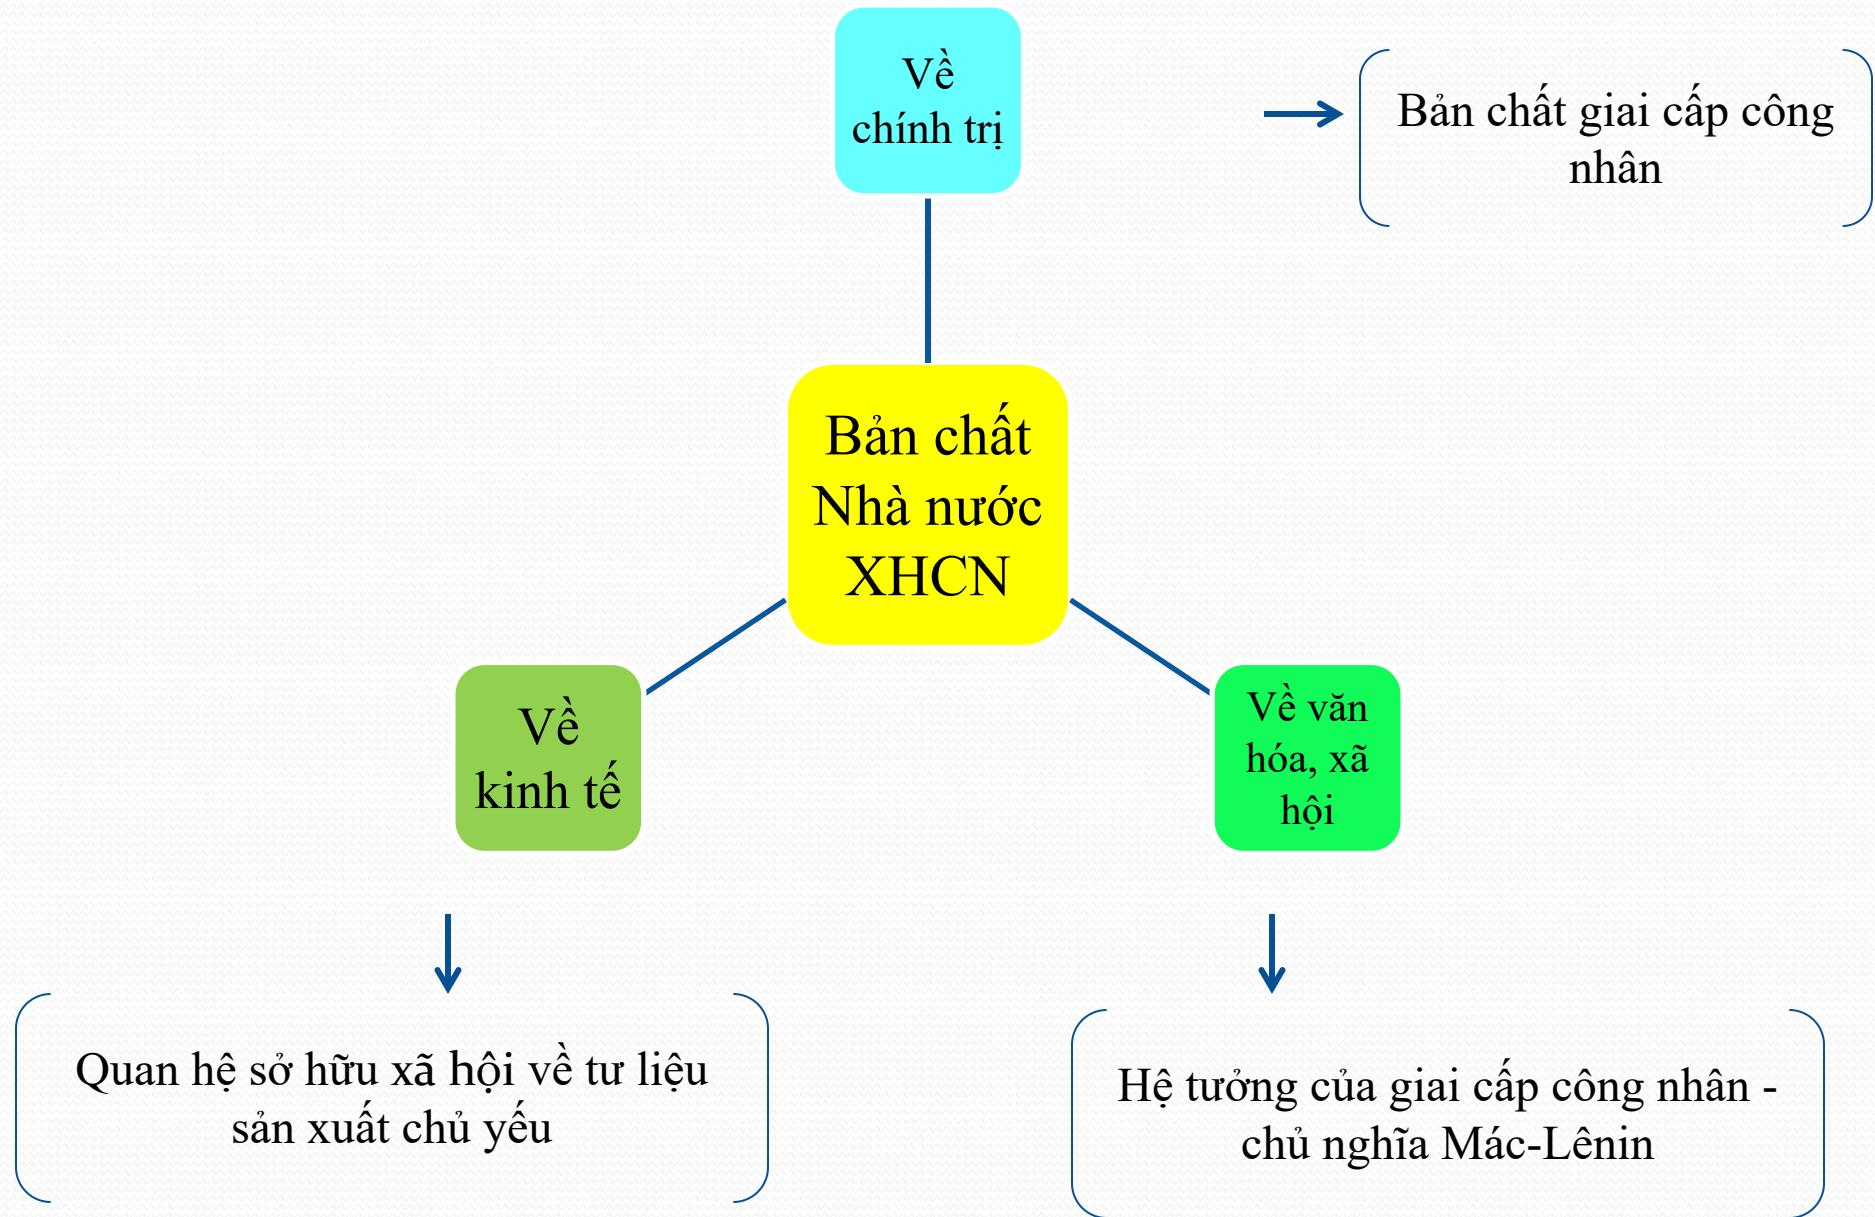 Về
chính trị
Bản chất giai cấp công
nhân
Bản chất
Nhà nước
XHCN
Về
kinh tế
Về văn
hóa, xã
hội
Quan hệ sở hữu xã hội về tư liệu
sản xuất chủ yếu
Hệ tưởng của giai cấp công nhân -
chủ nghĩa Mác-Lênin